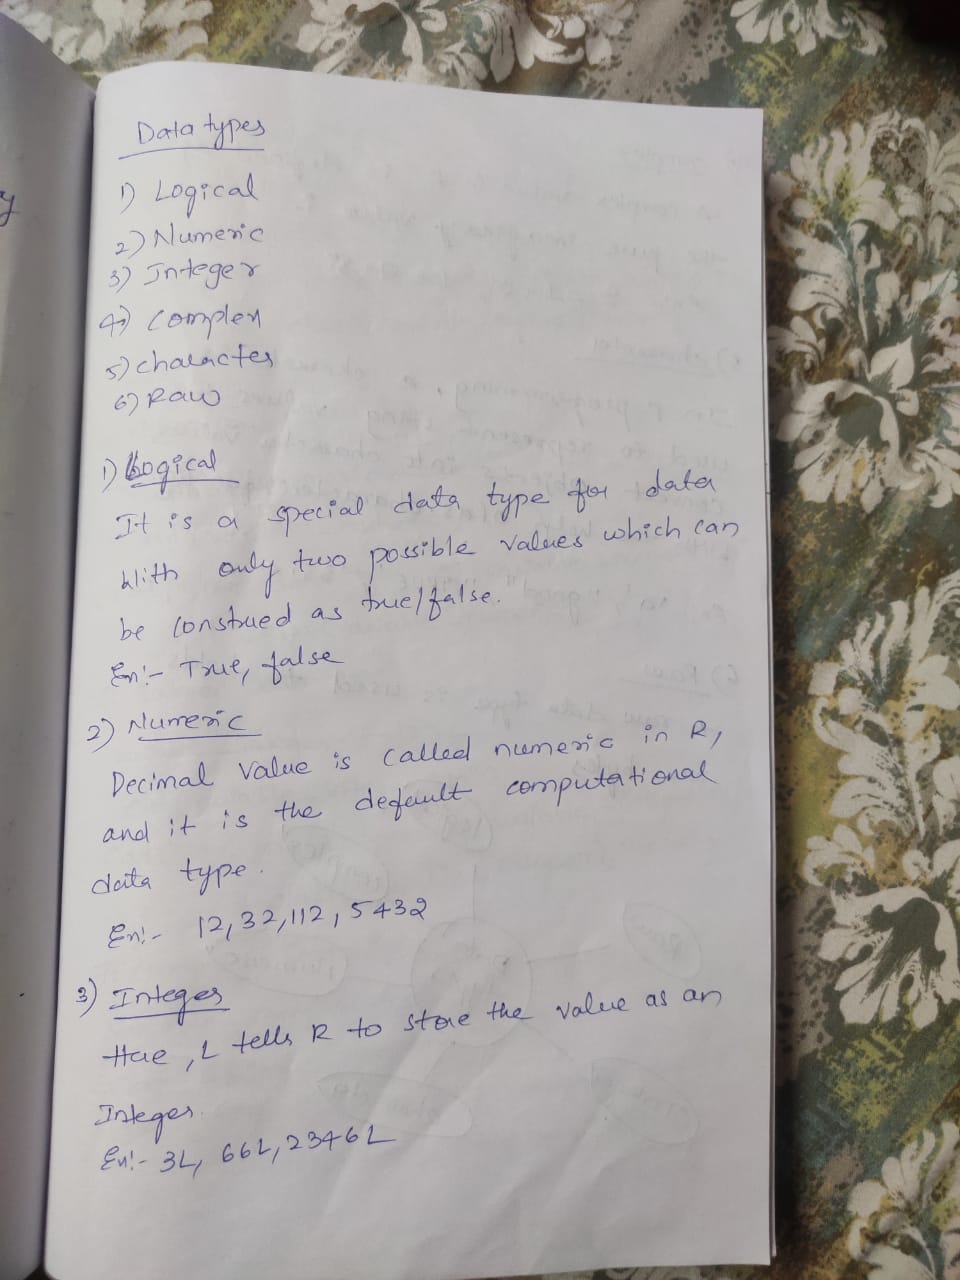 Data types
1) Logical
2) Numeric
3) Integer
4) Complex
5) character
6) Raw
1) Logical
It is a special data type for data
With only two possible values which can
be construed as true/false.
Ex:- True, false
2) Numeric
Decimal Value is called numeric in R,
and it is the default computational
data type.
Ex:- 12,32,112,5432
3) Integer
Here, L tells R to store the value as an
Integer.
Ex:- 3L, 66L, 2346L